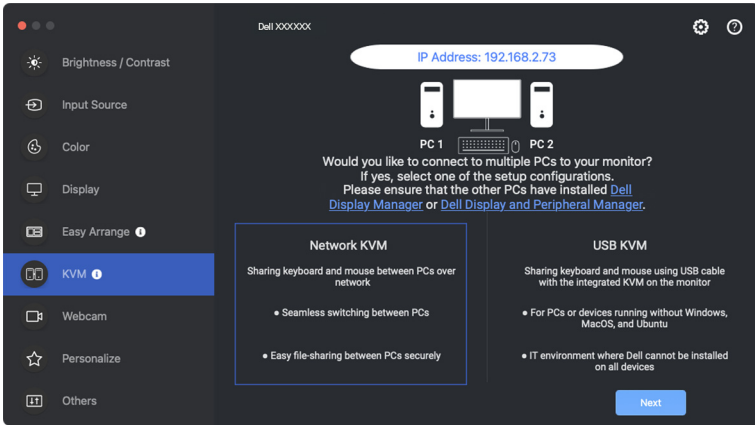 Dell XXXXXX
Brightness / Contrast
Input Source
Color
Display
Easy Arrange
KVM
Webcam
Personalize
Others
IP Address: 192.168.2.73
PC 1
PC 2
Would you like to connect to multiple PCs to your monitor?
If yes, select one of the setup configurations.
Please ensure that the other PCs have installed Dell
Display Manager or Dell Display and Peripheral Manager.
Network KVM
Sharing keyboard and mouse between PCs over
network
● Seamless switching between PCs
● Easy file-sharing between PCs securely
USB KVM
Sharing keyboard and mouse using USB cable
with the integrated KVM on the monitor
● For PCs or devices running without Windows,
MacOS, and Ubuntu
● IT environment where Dell cannot be installed
on all devices
Next